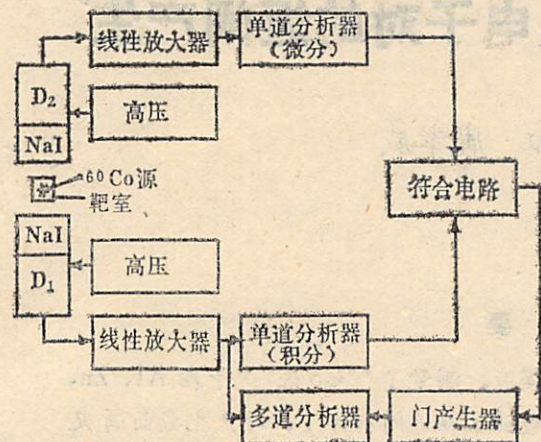 线性放大器
单道分析器
(微分)
D₂
NaI
高压
⁶⁰Co源
靶室
符合电路
NaI
D₁
高压
线性放大器
单道分析器
(积分)
多道分析器
门产生器